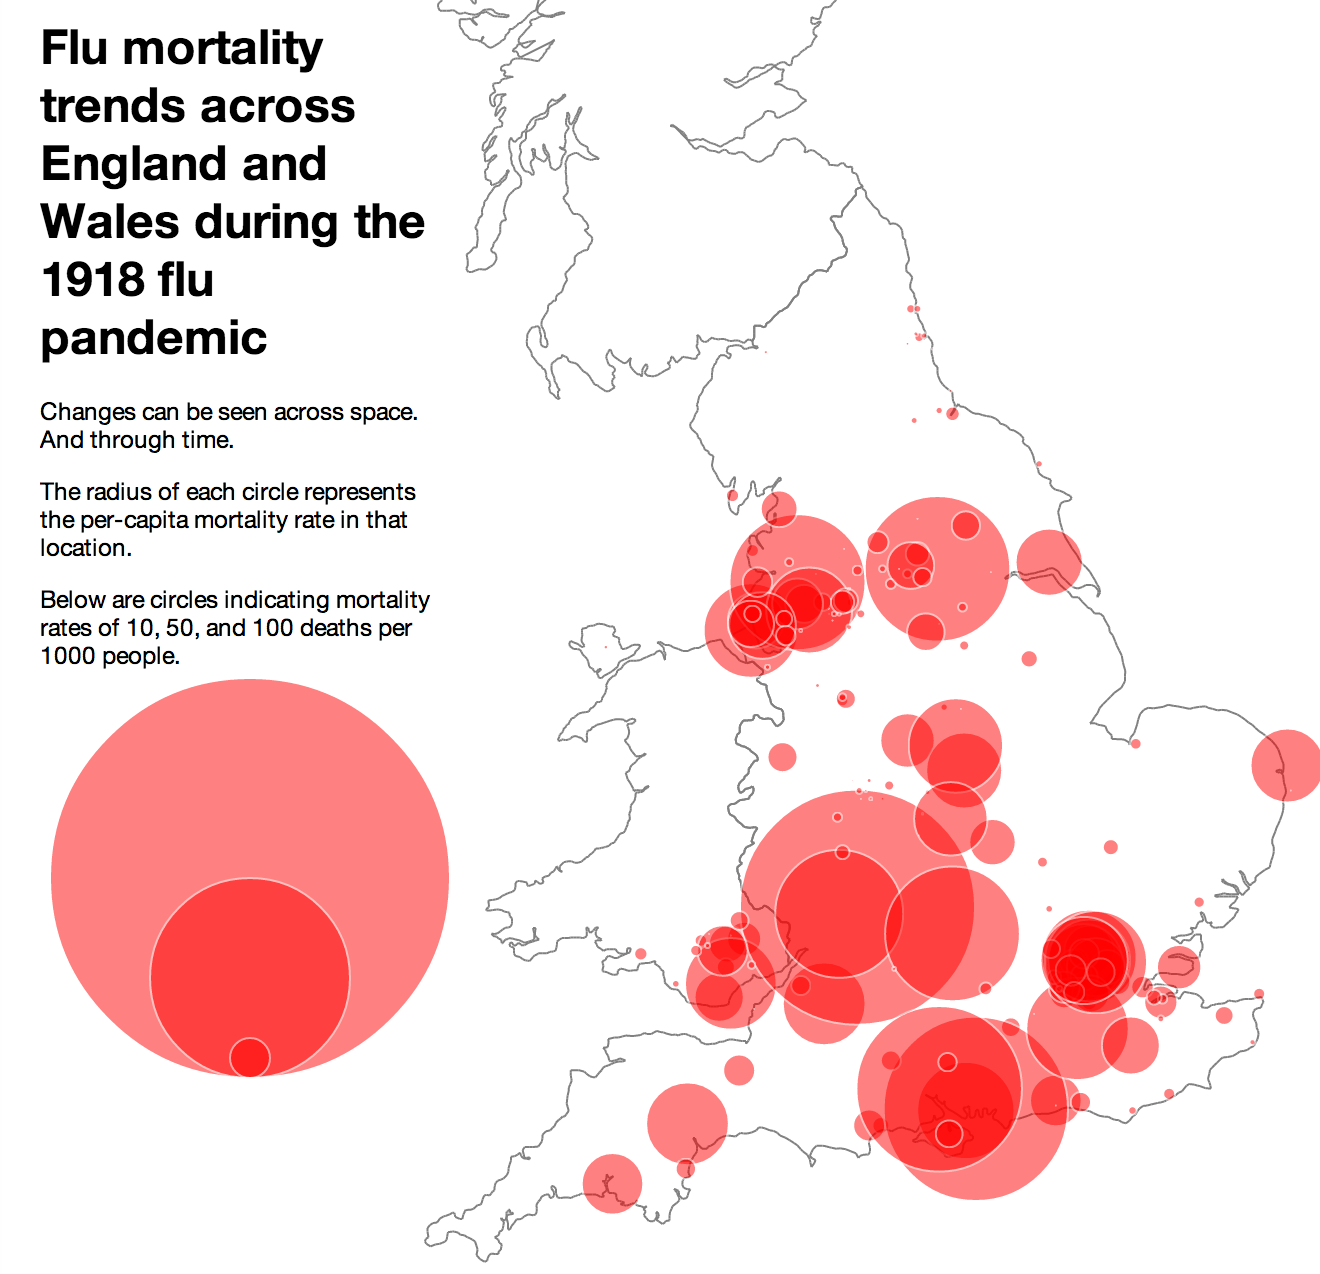 Flu mortality
trends across
England and
Wales during the
1918 flu
pandemic
Changes can be seen across space.
And through time.
The radius of each circle represents
the per-capita mortality rate in that
location.
Below are circles indicating mortality
rates of 10, 50, and 100 deaths per
1000 people.